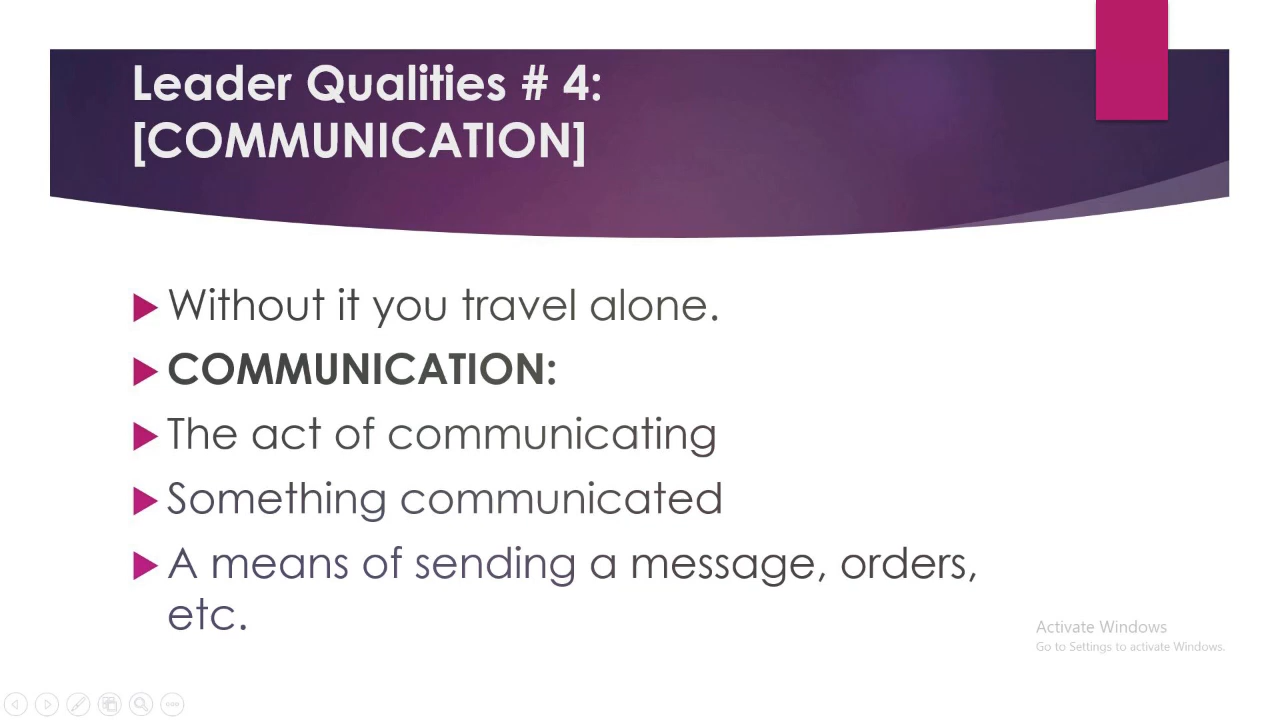 Leader Qualities # 4:
[COMMUNICATION]
Without it you travel alone.
COMMUNICATION:
The act of communicating
Something communicated
A means of sending a message, orders,
etc.
Activate Windows
Go to Settings to activate Windows.